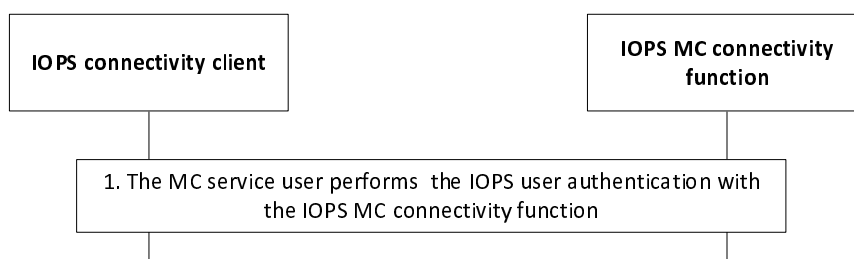 IOPS connectivity client
IOPS MC connectivity
function
1. The MC service user performs  the IOPS user authentication with
the IOPS MC connectivity function